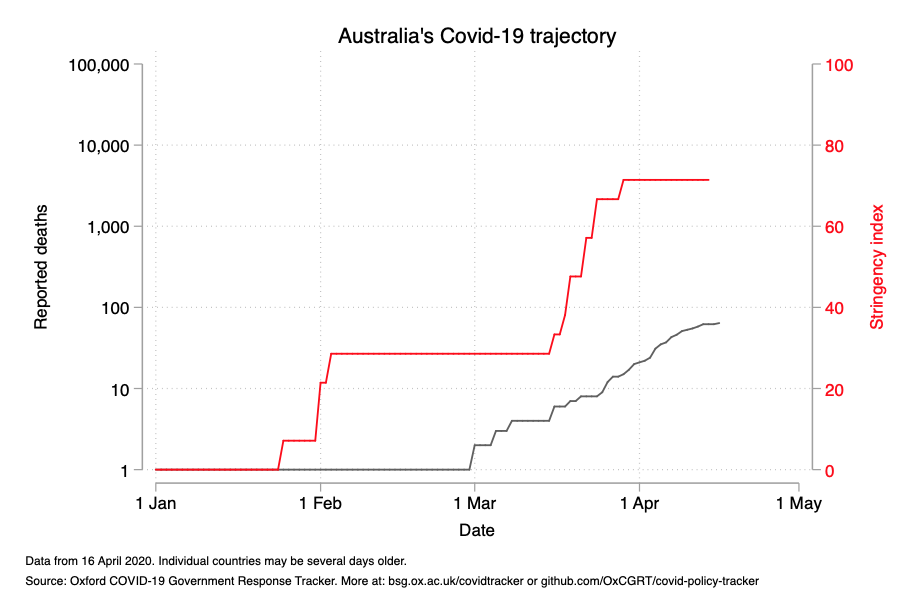 Australia's Covid-19 trajectory
100,000
10,000
1,000
100
10
1
Reported deaths
100
80
60
40
20
0
Stringency index
1 Jan 1 Feb 1 Mar 1 Apr 1 May
Date
Data from 16 April 2020. Individual countries may be several days older.
Source: Oxford COVID-19 Government Response Tracker. More at: bsg.ox.ac.uk/covidtracker or github.com/OxCGRT/covid-policy-tracker